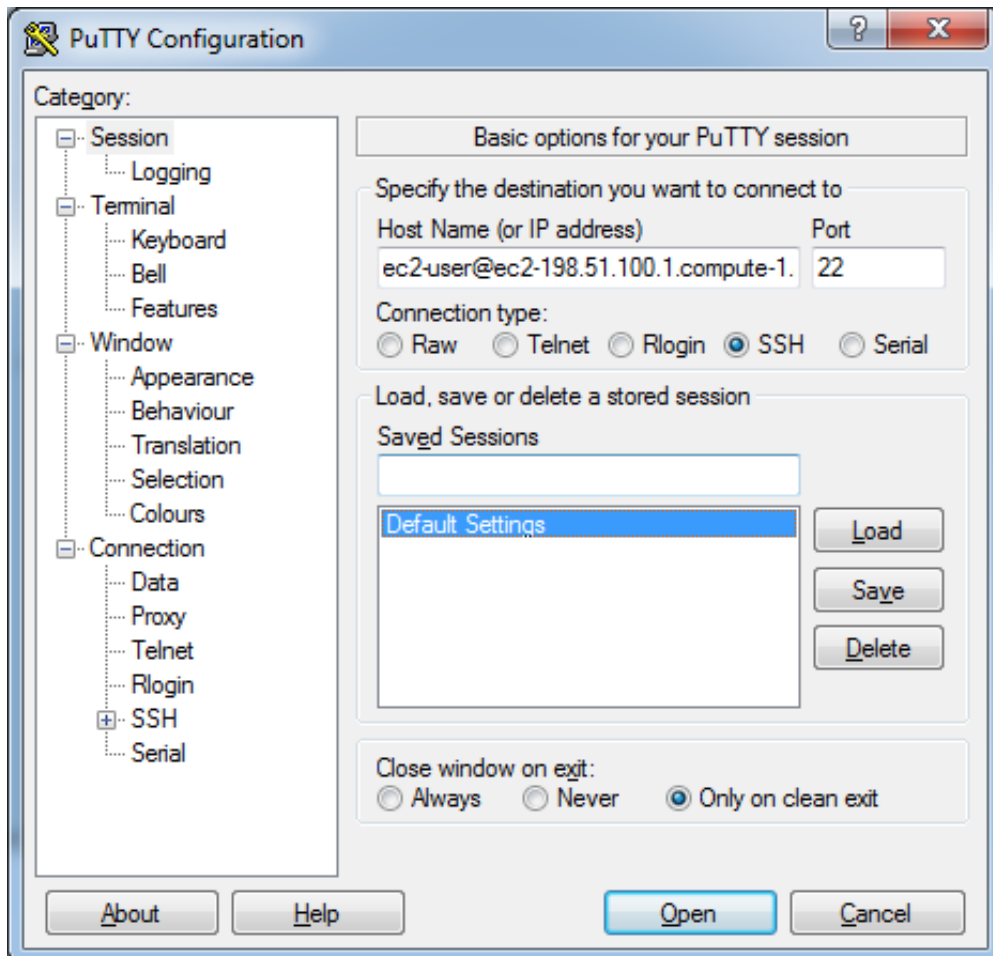 PuTTY Configuration
Category:
Session
Logging
Terminal
Keyboard
Bell
Features
Window
Appearance
Behaviour
Translation
Selection
Colours
Connection
Data
Proxy
Telnet
Rlogin
SSH
Serial
Basic options for your PuTTY session
Specify the destination you want to connect to
Host Name (or IP address) Port
ec2-user@ec2-198.51.100.1.compute-1. 22
Connection type:
Raw Telnet Rlogin SSH Serial
Load, save or delete a stored session
Saved Sessions
Default Settings
Load
Save
Delete
Close window on exit:
Always Never Only on clean exit
About Help Open Cancel